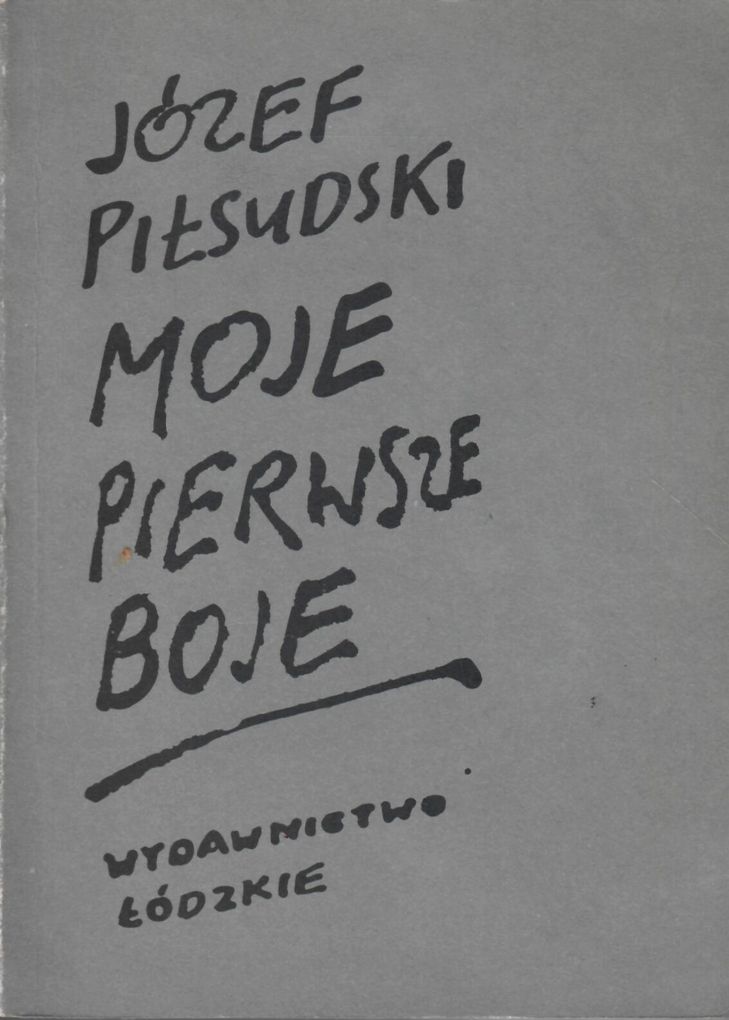 JÓZEF
PIŁSUDSKI
MOJE
PIERWSZE
BOJE
WYDAWNICTWO
ŁÓDZKIE